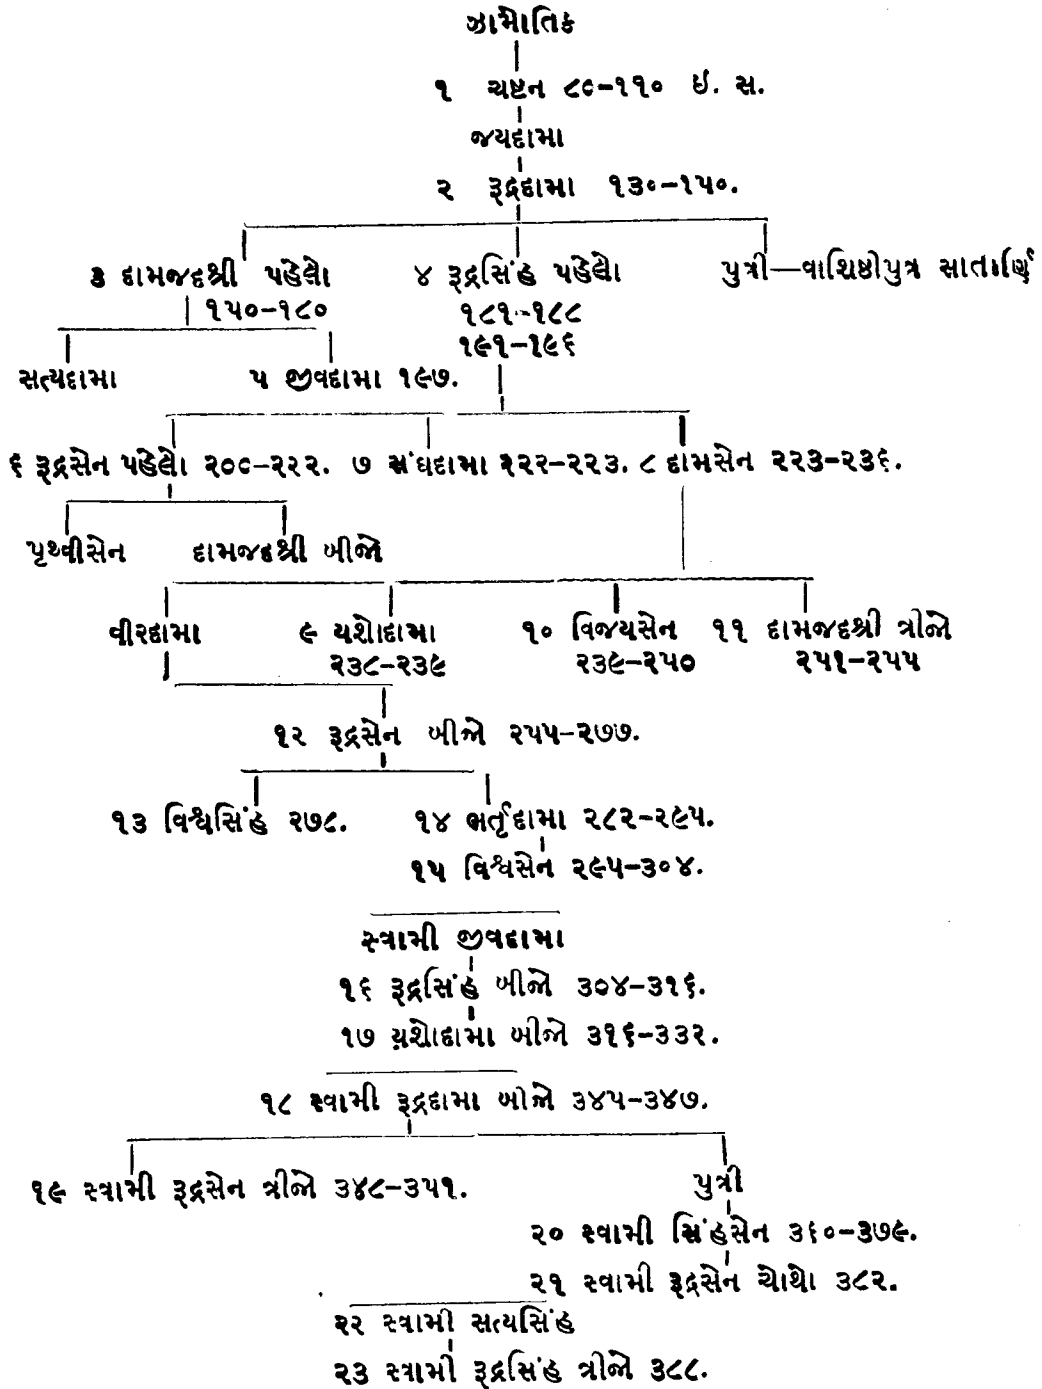 ઝામોતિક
૧ ચષ્ટન ૮૯-૧૧૦ ઇ. સ.
જયદામા
૨ રૂદ્રદામા ૧૩૦-૧૫૦.
૩ દામજદશ્રી પહેલો ૪ રૂદ્રસિંહ પહેલો પુત્રી—વાશિષ્ઠીપુત્ર સાતકર્ણિ
૧૫૦-૧૮૦ ૧૮૧-૧૮૮
૧૯૧-૧૯૬
સત્યદામા ૫ જીવદામા ૧૯૭.
૬ રૂદ્રસેન પહેલો ૨૦૯-૨૨૨. ૭ સંઘદામા ૨૨૨-૨૨૩. ૮ દામસેન ૨૨૩-૨૩૬.
પૃથ્વીસેન દામજદશ્રી બીજો
વીરદામા ૯ યશોદામા ૧૦ વિજયસેન ૧૧ દામજદશ્રી ત્રીજો
૨૩૮-૨૩૯ ૨૩૯-૨૫૦ ૨૫૧-૨૫૫
૧૨ રૂદ્રસેન બીજો ૨૫૫-૨૭૭.
૧૩ વિશ્વસિંહ ૨૭૮. ૧૪ ભર્તૃદામા ૨૮૨-૨૯૫.
૧૫ વિશ્વસેન ૨૯૫-૩૦૪.
સ્વામી જીવદામા
૧૬ રૂદ્રસિંહ બીજો ૩૦૪-૩૧૬.
૧૭ યશોદામા બીજો ૩૧૬-૩૩૨.
૧૮ સ્વામી રૂદ્રદામા બીજો ૩૪૫-૩૪૭.
૧૯ સ્વામી રૂદ્રસેન ત્રીજો ૩૪૮-૩૫૧. પુત્રી
૨૦ સ્વામી સિંહસેન ૩૬૦-૩૭૯.
૨૧ સ્વામી રૂદ્રસેન ચોથો ૩૮૨.
૨૨ સ્વામી સત્યસિંહ
૨૩ સ્વામી રૂદ્રસિંહ ત્રીજો ૩૮૮.